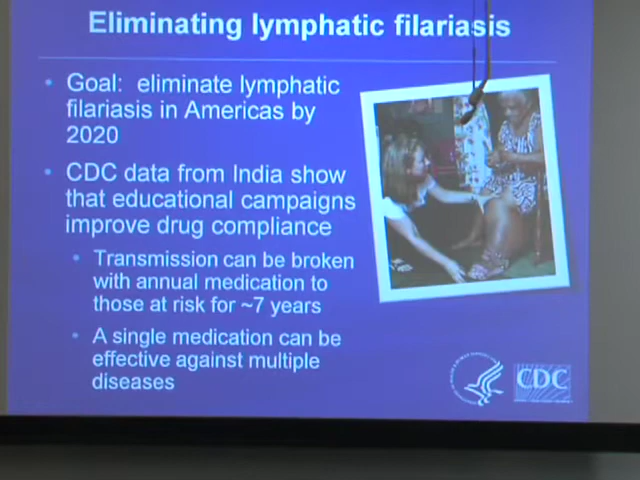 Eliminating lymphatic filariasis
• Goal: eliminate lymphatic
filariasis in Americas by
2020
• CDC data from India show
that educational campaigns
improve drug compliance
• Transmission can be broken
with annual medication to
those at risk for ~7 years
• A single medication can be
effective against multiple
diseases
CDC